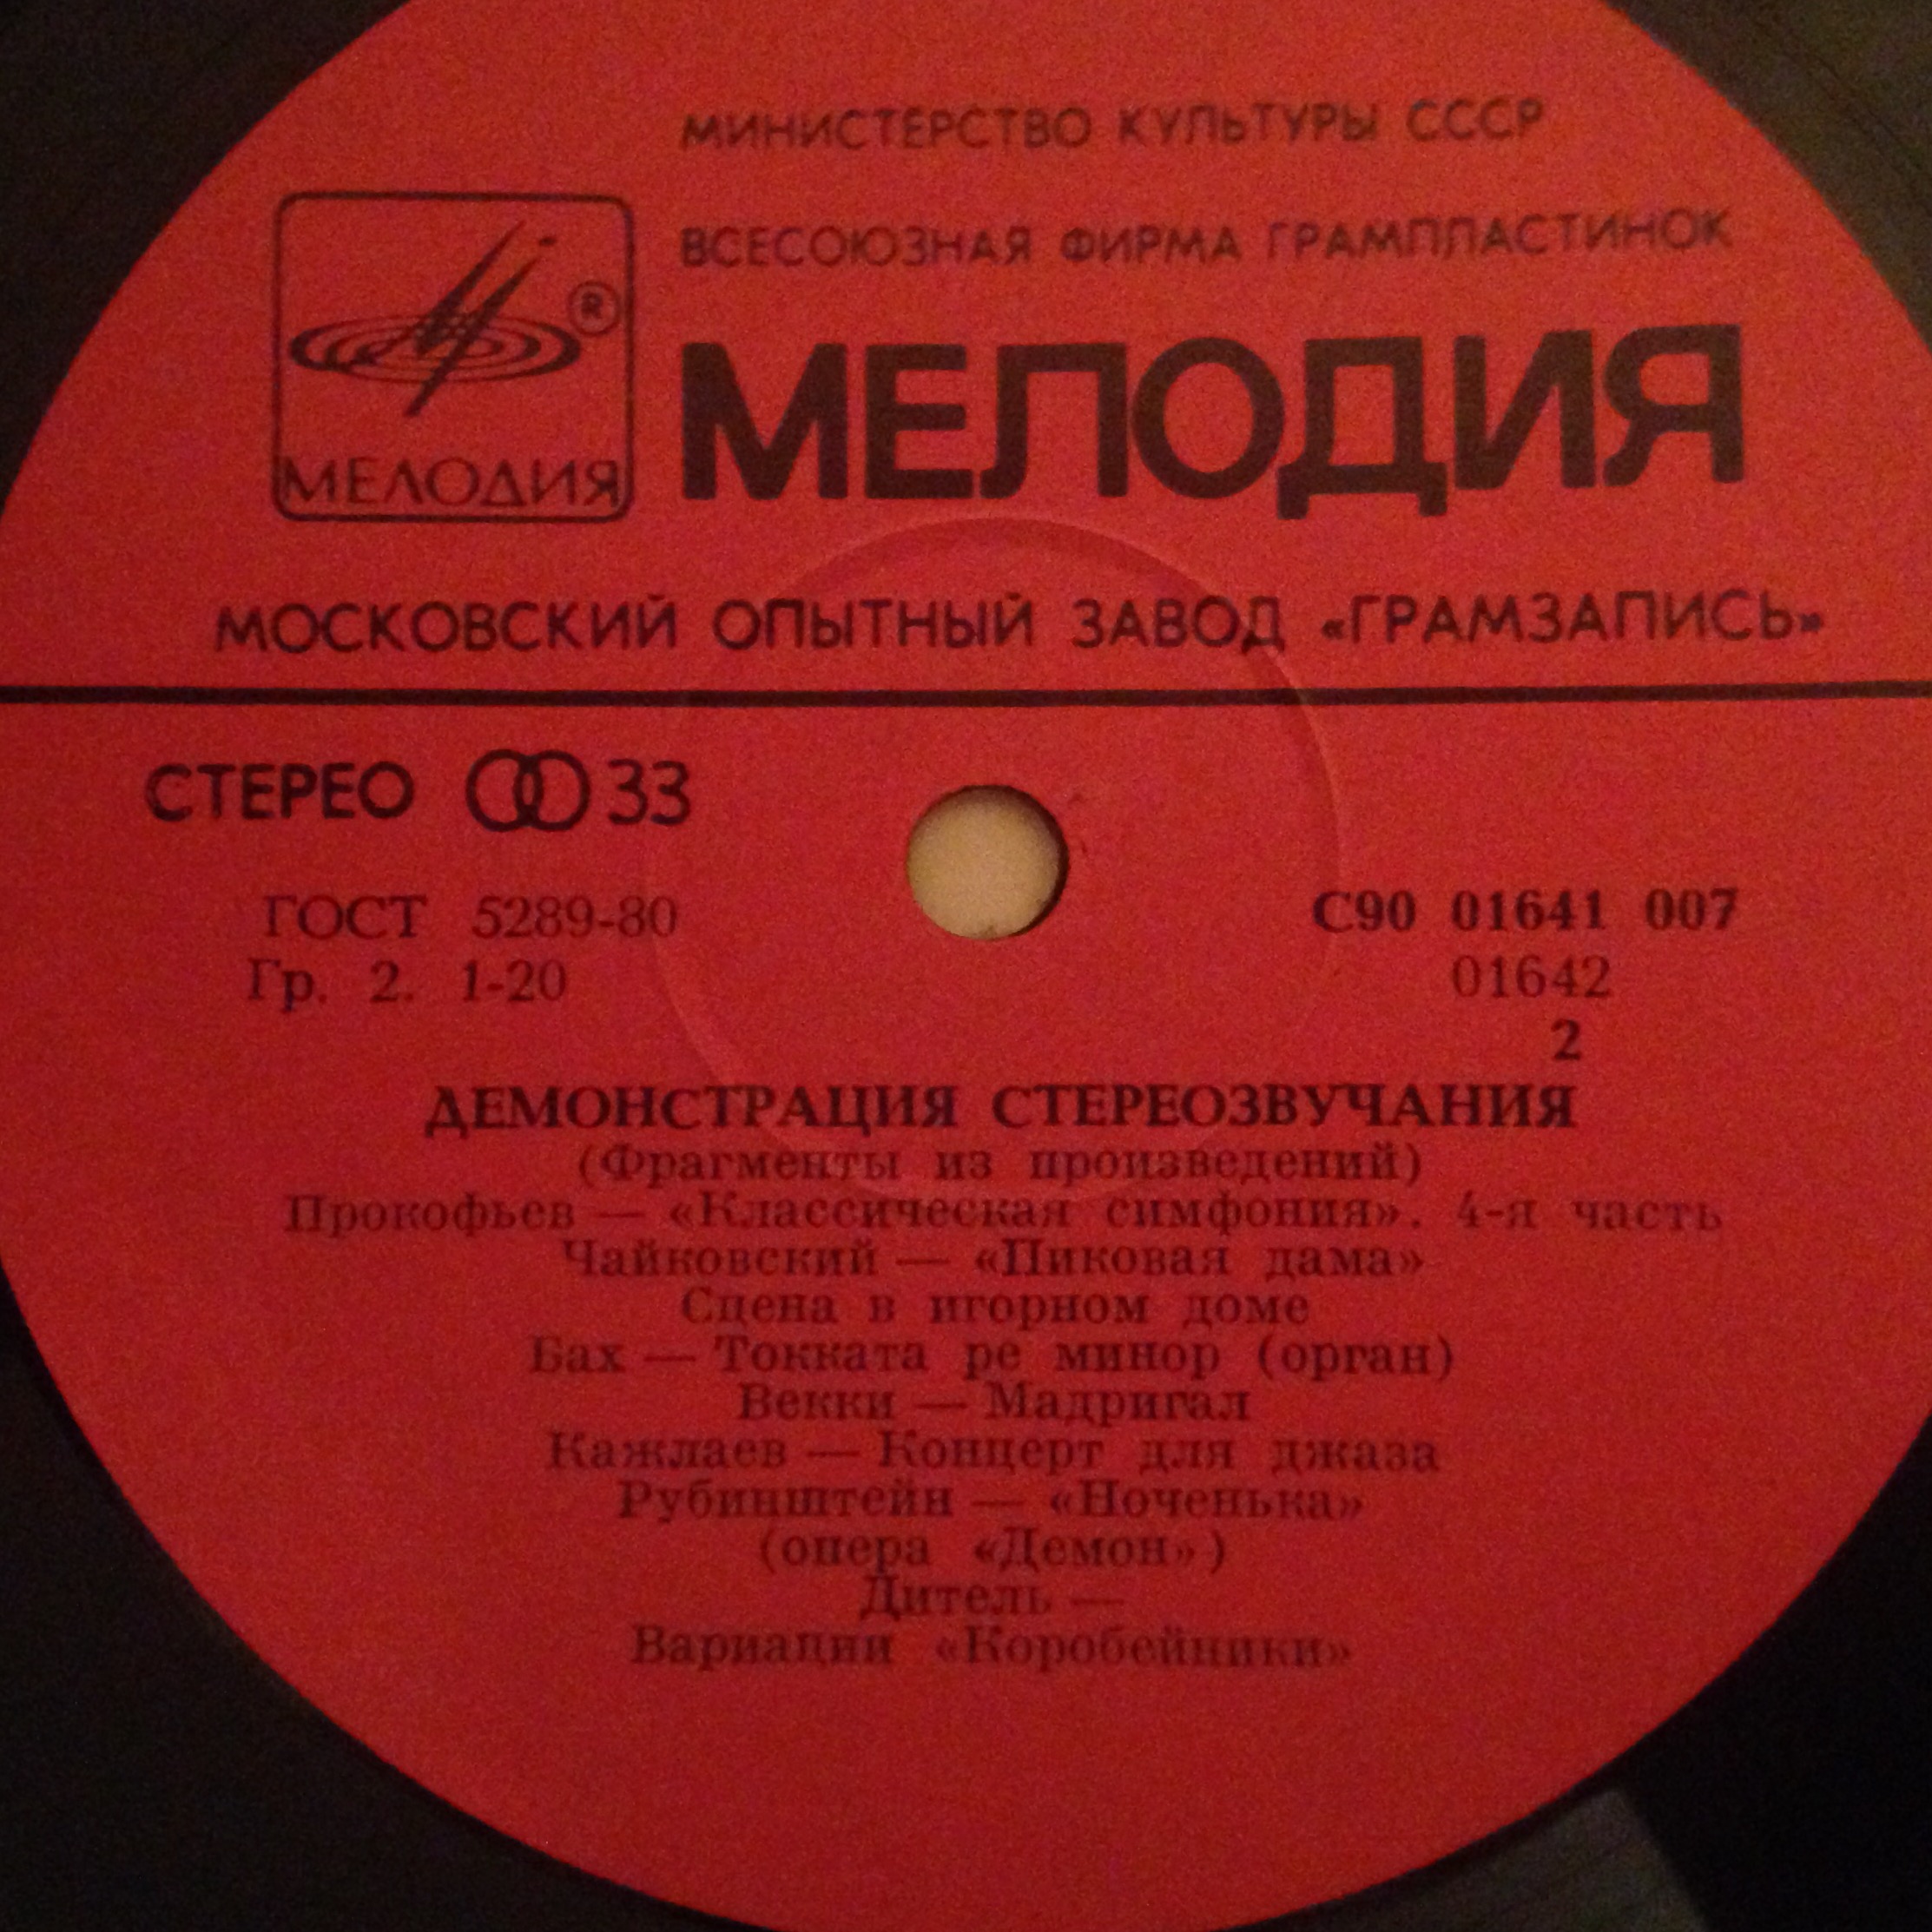 МИНИСТЕРСТВО КУЛЬТУРЫ СССР
ВСЕСОЮЗНАЯ ФИРМА ГРАМПЛАСТИНОК
®
МЕЛОДИЯ
МЕЛОДИЯ
МОСКОВСКИЙ ОПЫТНЫЙ ЗАВОД «ГРАМЗАПИСЬ»
СТЕРЕО 33
ГОСТ 5289-80
Гр. 2. 1-20
С90 01641 007
01642
2
ДЕМОНСТРАЦИЯ СТЕРЕОЗВУЧАНИЯ
(Фрагменты из произведений)
Прокофьев — «Классическая симфония». 4-я часть
Чайковский — «Пиковая дама»
Сцена в игорном доме
Бах — Токката ре минор (орган)
Векки — Мадригал
Кажлаев — Концерт для джаза
Рубинштейн — «Ноченька»
(опера «Демон»)
Дитель —
Вариации «Коробейники»